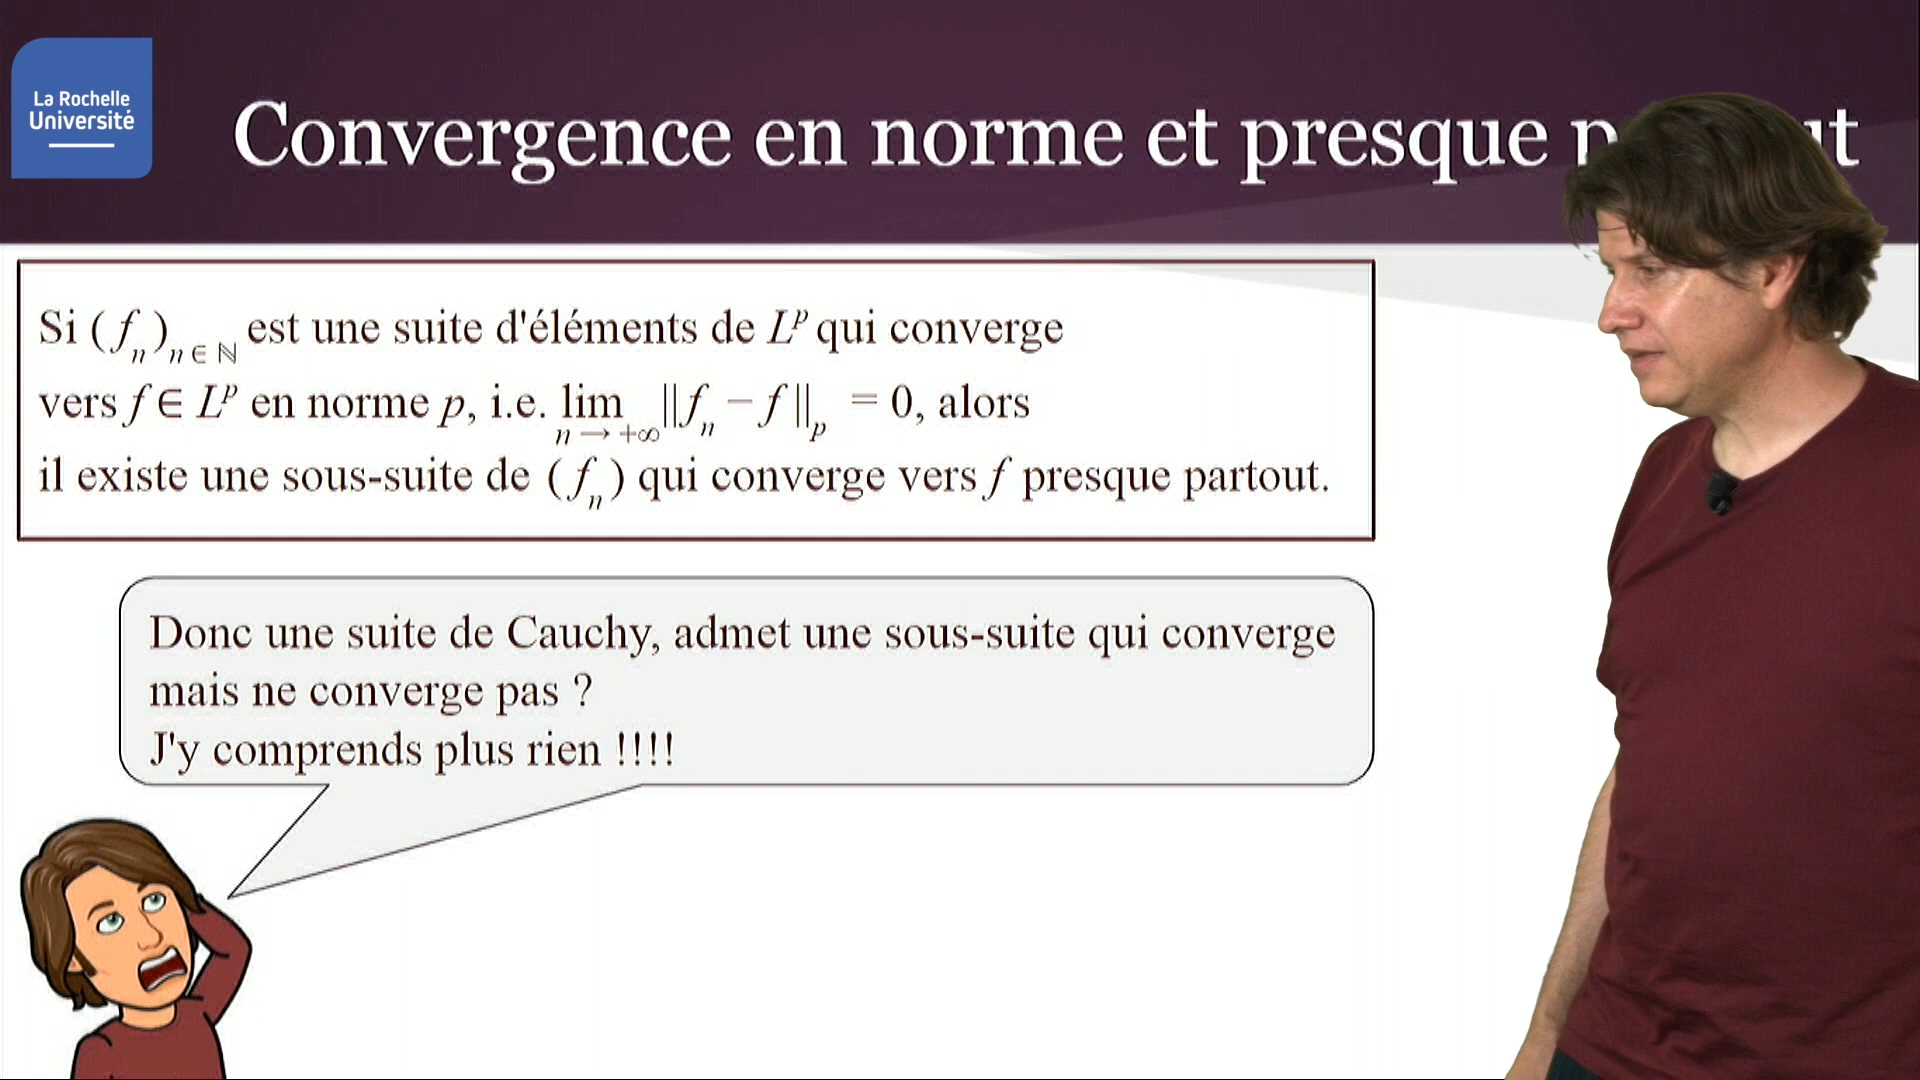 La Rochelle
Université
Convergence en norme et presque
Si (fₙ)ₙ ∈ ℕ est une suite d'éléments de Lᵖ qui converge
vers f ∈ Lᵖ en norme p, i.e. lim n → +∞ ||fₙ − f||ₚ = 0, alors
il existe une sous-suite de (fₙ) qui converge vers f presque partout.
Donc une suite de Cauchy, admet une sous-suite qui converge
mais ne converge pas ?
J'y comprends plus rien !!!!